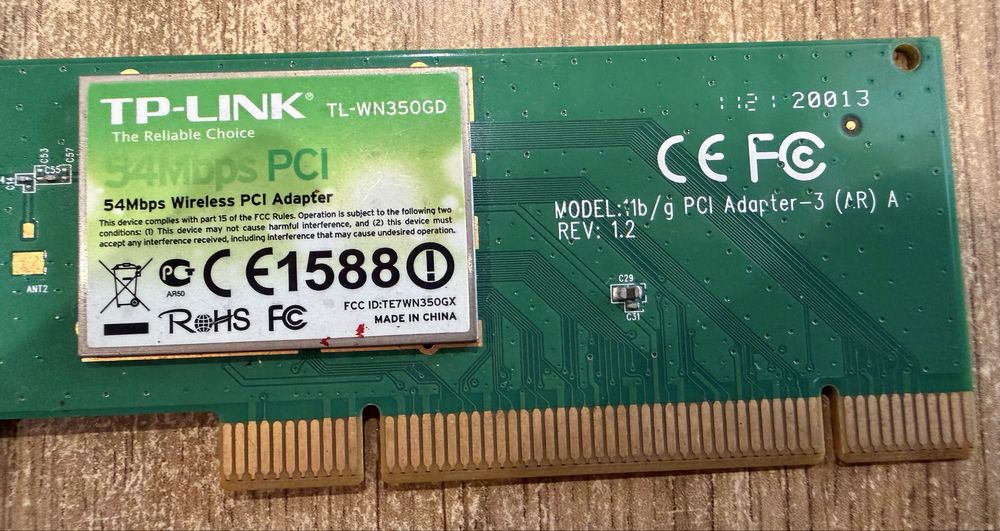 TP-LINK® TL-WN350GD
The Reliable Choice
54Mbps PCI
54Mbps Wireless PCI Adapter
This device complies with part 15 of the FCC Rules. Operation is subject to the following two
conditions: (1) This device may not cause harmful interference, and (2) this device must
accept any interference received, including interference that may cause undesired operation.
CE1588
AR50
FCC ID:TE7WN350GX
RoHS FC
MADE IN CHINA
1121 20013
CE FC
MODEL:11b/g PCI Adapter-3 (AR) A
REV: 1.2
C29
C31
C53
C55
C57
ANT2